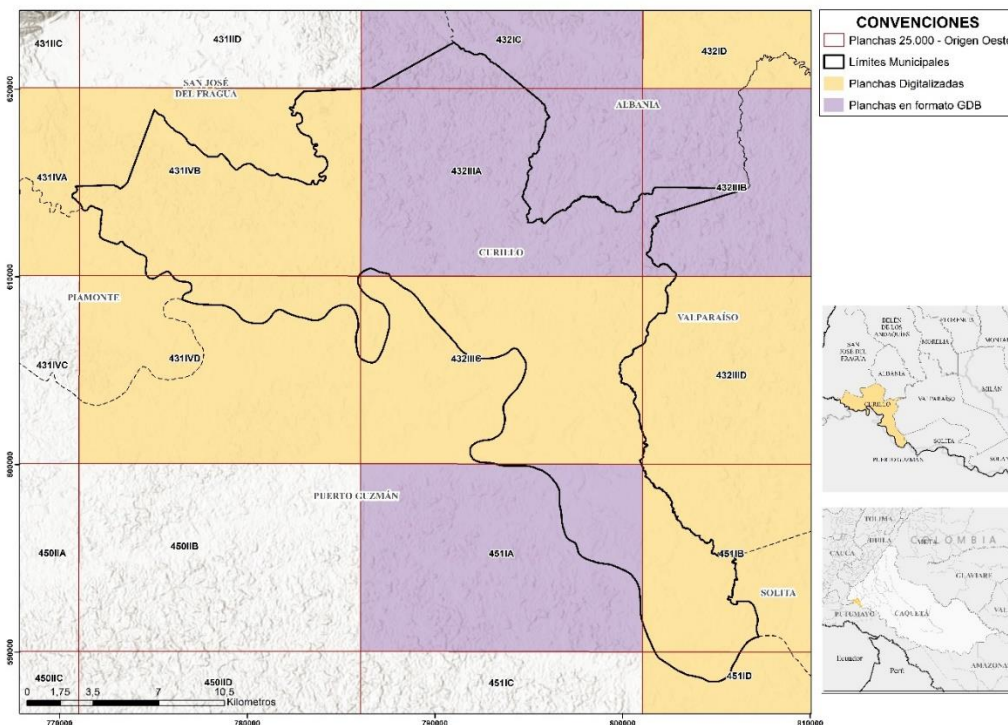 431IIC
431IID
432IC
432ID
SAN JOSÉ
DEL FRAGUA
ALBANIA
431IVA
431IVB
432IIIA
432IIIB
CURILLO
PIAMONTE
VALPARAÍSO
431IVC
431IVD
432IIIC
432IIID
PUERTO GUZMÁN
450IIA
450IIB
451IA
451IB
SOLITA
450IIC
450IID
451IC
451ID
620000
610000
600000
590000
0 1,75 3,5 7 10,5
Kilometros
770000
780000
790000
800000
810000
CONVENCIONES
Planchas 25.000 - Origen Oeste
Límites Municipales
Planchas Digitalizadas
Planchas en formato GDB
BELÉN
DE LOS
ANDAQUÍES
FLORENCIA
SAN
JOSÉ DEL
FRAGUA
MORELIA
ALBANIA
MILÁN
CURILLO
VALPARAÍSO
SOLITA
PUERTO GUZMÁN
TOLIMA
HUILA
META
COLOMBIA
CAUCA
GUAVIARE
CAQUETÁ
PUTUMAYO
AMAZONAS
Ecuador
Perú